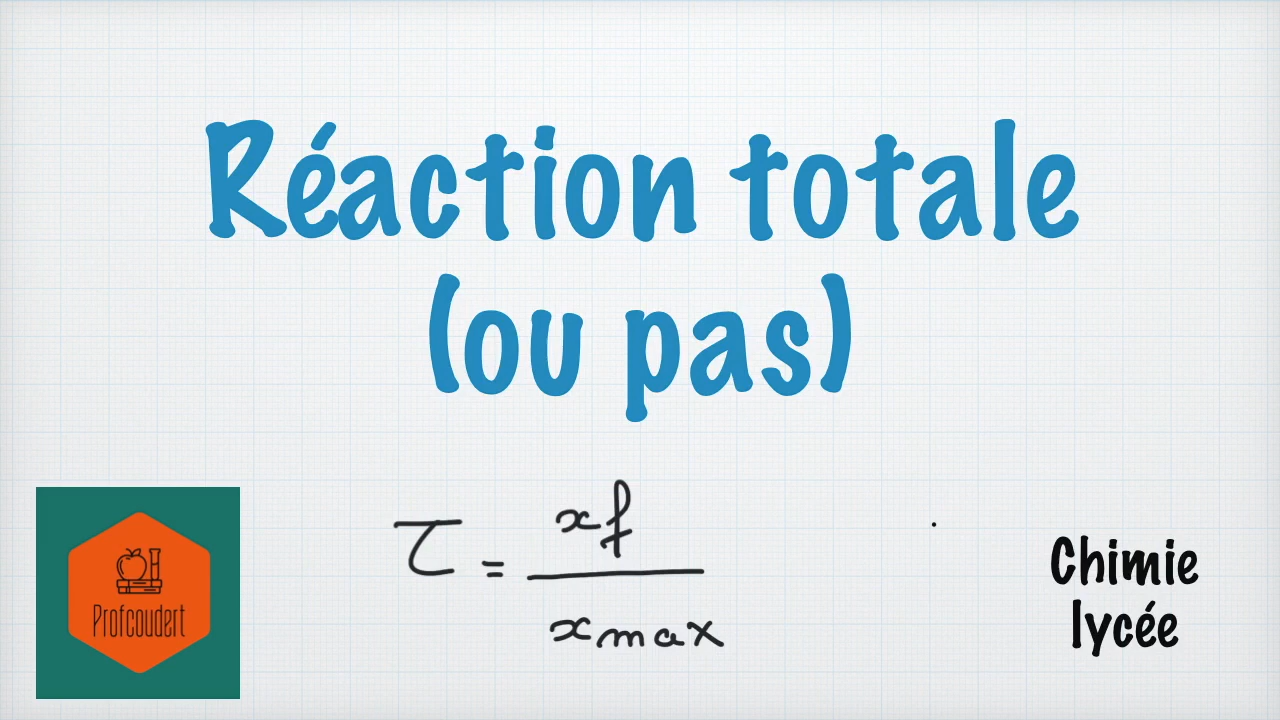 Réaction totale
(ou pas)
τ = xf / xmax
Chimie
lycée
Profcoudert